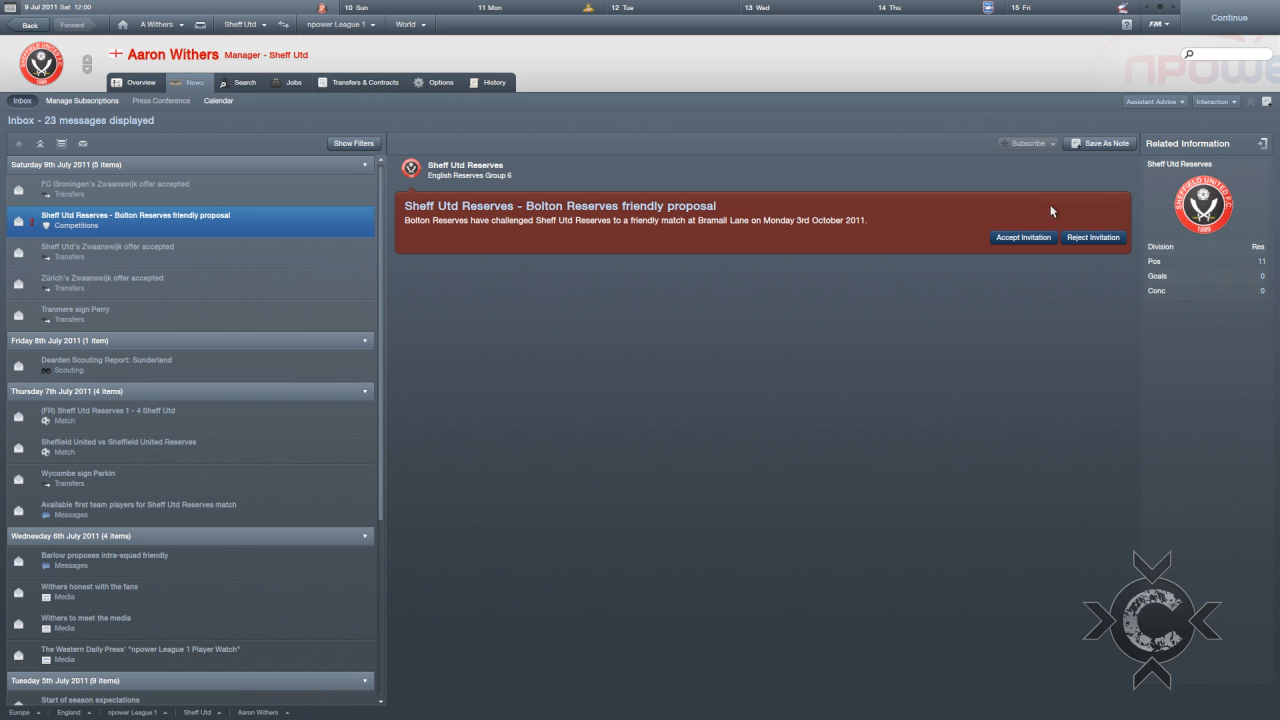 9 Jul 2011 Sat 12:00
10 Sun
11 Mon
12 Tue
13 Wed
14 Thu
15 Fri
Continue
Back
Forward
A Withers
Sheff Utd
npower League 1
World
?
FM
SHEFFIELD UNITED F.C.
1889
Aaron Withers Manager - Sheff Utd
npowe
Overview
News
Search
Jobs
Transfers & Contracts
Options
History
Inbox
Manage Subscriptions
Press Conference
Calendar
Assistant Advice
Interaction
Inbox - 23 messages displayed
Show Filters
Saturday 9th July 2011 (5 items)
FC Groningen's Zwaanswijk offer accepted
Transfers
Sheff Utd Reserves - Bolton Reserves friendly proposal
Competitions
Sheff Utd's Zwaanswijk offer accepted
Transfers
Zürich's Zwaanswijk offer accepted
Transfers
Tranmere sign Perry
Transfers
Friday 8th July 2011 (1 item)
Dearden Scouting Report: Sunderland
Scouting
Thursday 7th July 2011 (4 items)
(FR) Sheff Utd Reserves 1 - 4 Sheff Utd
Match
Sheffield United vs Sheffield United Reserves
Match
Wycombe sign Parkin
Transfers
Available first team players for Sheff Utd Reserves match
Messages
Wednesday 6th July 2011 (4 items)
Barlow proposes intra-squad friendly
Messages
Withers honest with the fans
Media
Withers to meet the media
Media
The Western Daily Press' "npower League 1 Player Watch"
Media
Tuesday 5th July 2011 (9 items)
Start of season expectations
Subscribe
Save As Note
Sheff Utd Reserves
English Reserves Group 6
Sheff Utd Reserves - Bolton Reserves friendly proposal
Bolton Reserves have challenged Sheff Utd Reserves to a friendly match at Bramall Lane on Monday 3rd October 2011.
Accept Invitation
Reject Invitation
Related Information
Sheff Utd Reserves
SHEFFIELD UNITED F.C.
1889
Division Res
Pos 11
Goals 0
Conc 0
C
Europe
England
npower League 1
Sheff Utd
Aaron Withers